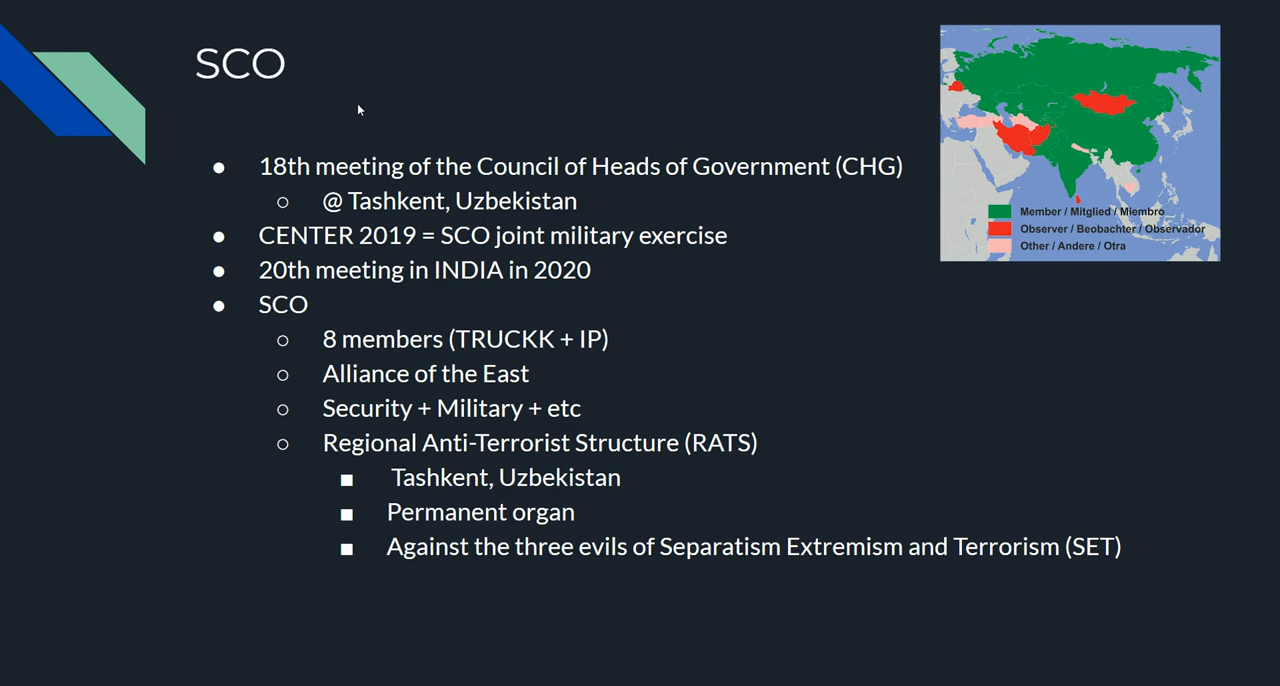 SCO
● 18th meeting of the Council of Heads of Government (CHG)
○ @ Tashkent, Uzbekistan
● CENTER 2019 = SCO joint military exercise
● 20th meeting in INDIA in 2020
● SCO
○ 8 members (TRUCKK + IP)
○ Alliance of the East
○ Security + Military + etc
○ Regional Anti-Terrorist Structure (RATS)
■ Tashkent, Uzbekistan
■ Permanent organ
■ Against the three evils of Separatism Extremism and Terrorism (SET)
Member / Mitglied / Miembro
Observer / Beobachter / Observador
Other / Andere / Otra